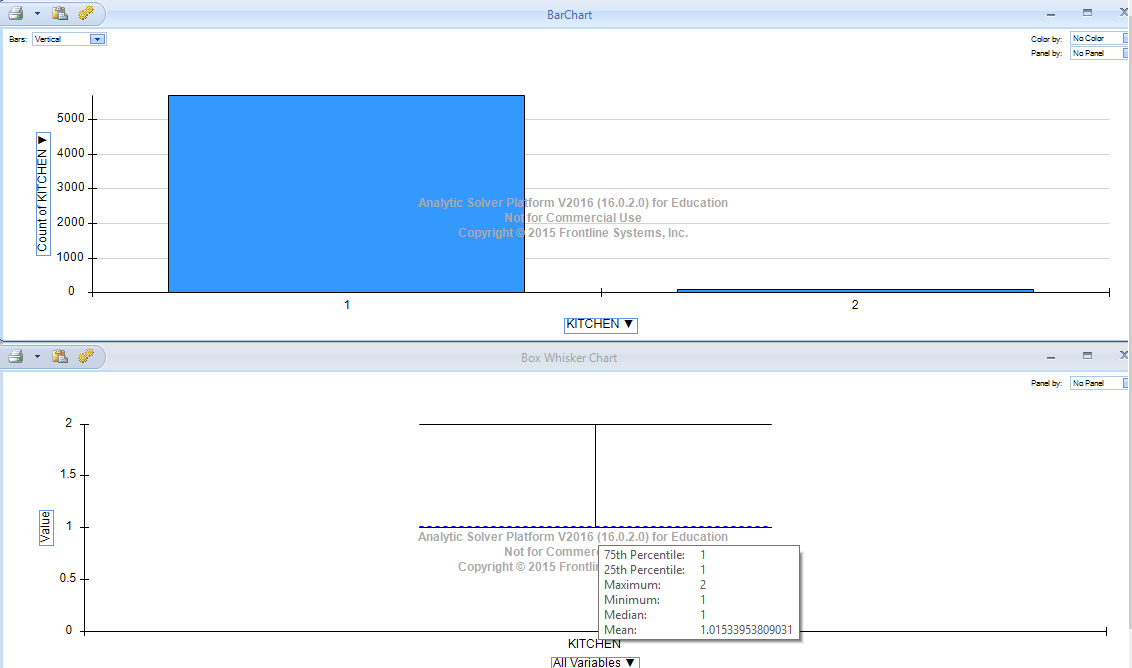 BarChart
Bars: Vertical
Color by: No Color
Panel by: No Panel
5000
4000
3000
2000
1000
0
Count of KITCHEN ▼
Analytic Solver Platform V2016 (16.0.2.0) for Education
Not for Commercial Use
Copyright © 2015 Frontline Systems, Inc.
1 2
KITCHEN ▼
Box Whisker Chart
Panel by: No Panel
2
1.5
1
0.5
0
Value
Analytic Solver Platform V2016 (16.0.2.0) for Education
Not for Commer
Copyright © 2015 Frontlin
75th Percentile: 1
25th Percentile: 1
Maximum: 2
Minimum: 1
Median: 1
Mean: 1.01533953809031
KITCHEN
All Variables ▼